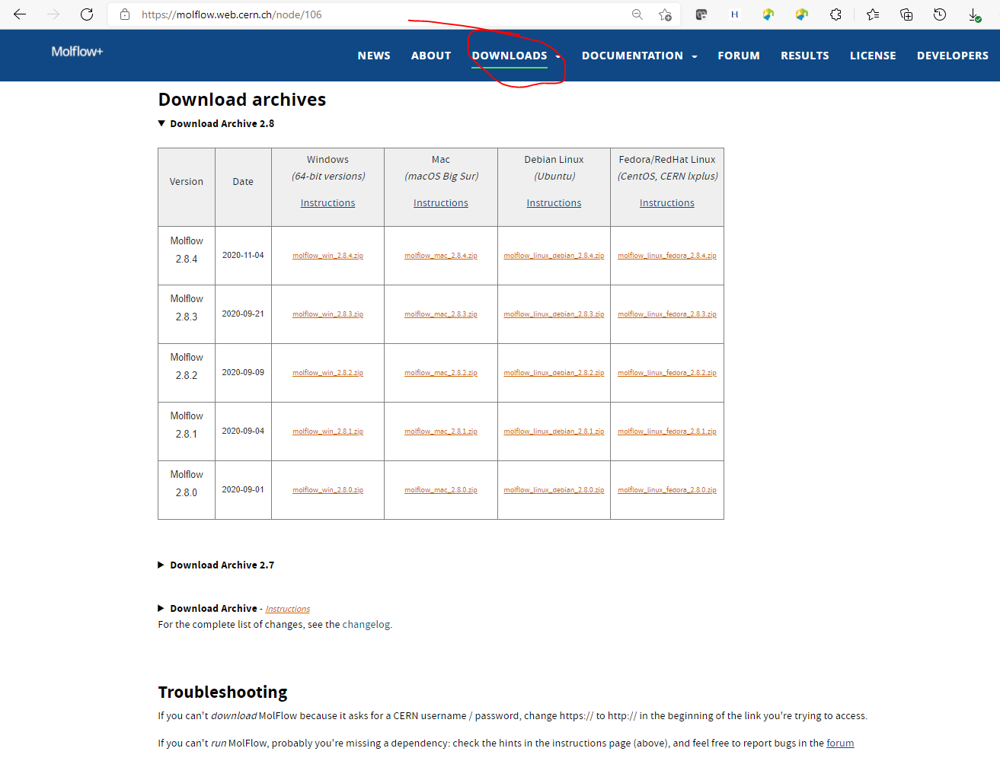 https://molflow.web.cern.ch/node/106
H
Molflow+
NEWS ABOUT DOWNLOADS DOCUMENTATION FORUM RESULTS LICENSE DEVELOPERS
Download archives
Download Archive 2.8
Version Date Windows (64-bit versions) Instructions Mac (macOS Big Sur) Instructions Debian Linux (Ubuntu) Instructions Fedora/RedHat Linux (CentOS, CERN lxplus) Instructions
Molflow 2.8.4 2020-11-04 molflow_win_2.8.4.zip molflow_mac_2.8.4.zip molflow_linux_debian_2.8.4.zip molflow_linux_fedora_2.8.4.zip
Molflow 2.8.3 2020-09-21 molflow_win_2.8.3.zip molflow_mac_2.8.3.zip molflow_linux_debian_2.8.3.zip molflow_linux_fedora_2.8.3.zip
Molflow 2.8.2 2020-09-09 molflow_win_2.8.2.zip molflow_mac_2.8.2.zip molflow_linux_debian_2.8.2.zip molflow_linux_fedora_2.8.2.zip
Molflow 2.8.1 2020-09-04 molflow_win_2.8.1.zip molflow_mac_2.8.1.zip molflow_linux_debian_2.8.1.zip molflow_linux_fedora_2.8.1.zip
Molflow 2.8.0 2020-09-01 molflow_win_2.8.0.zip molflow_mac_2.8.0.zip molflow_linux_debian_2.8.0.zip molflow_linux_fedora_2.8.0.zip
Download Archive 2.7
Download Archive - Instructions
For the complete list of changes, see the changelog.
Troubleshooting
If you can't download MolFlow because it asks for a CERN username / password, change https:// to http:// in the beginning of the link you're trying to access.
If you can't run MolFlow, probably you're missing a dependency: check the hints in the instructions page (above), and feel free to report bugs in the forum